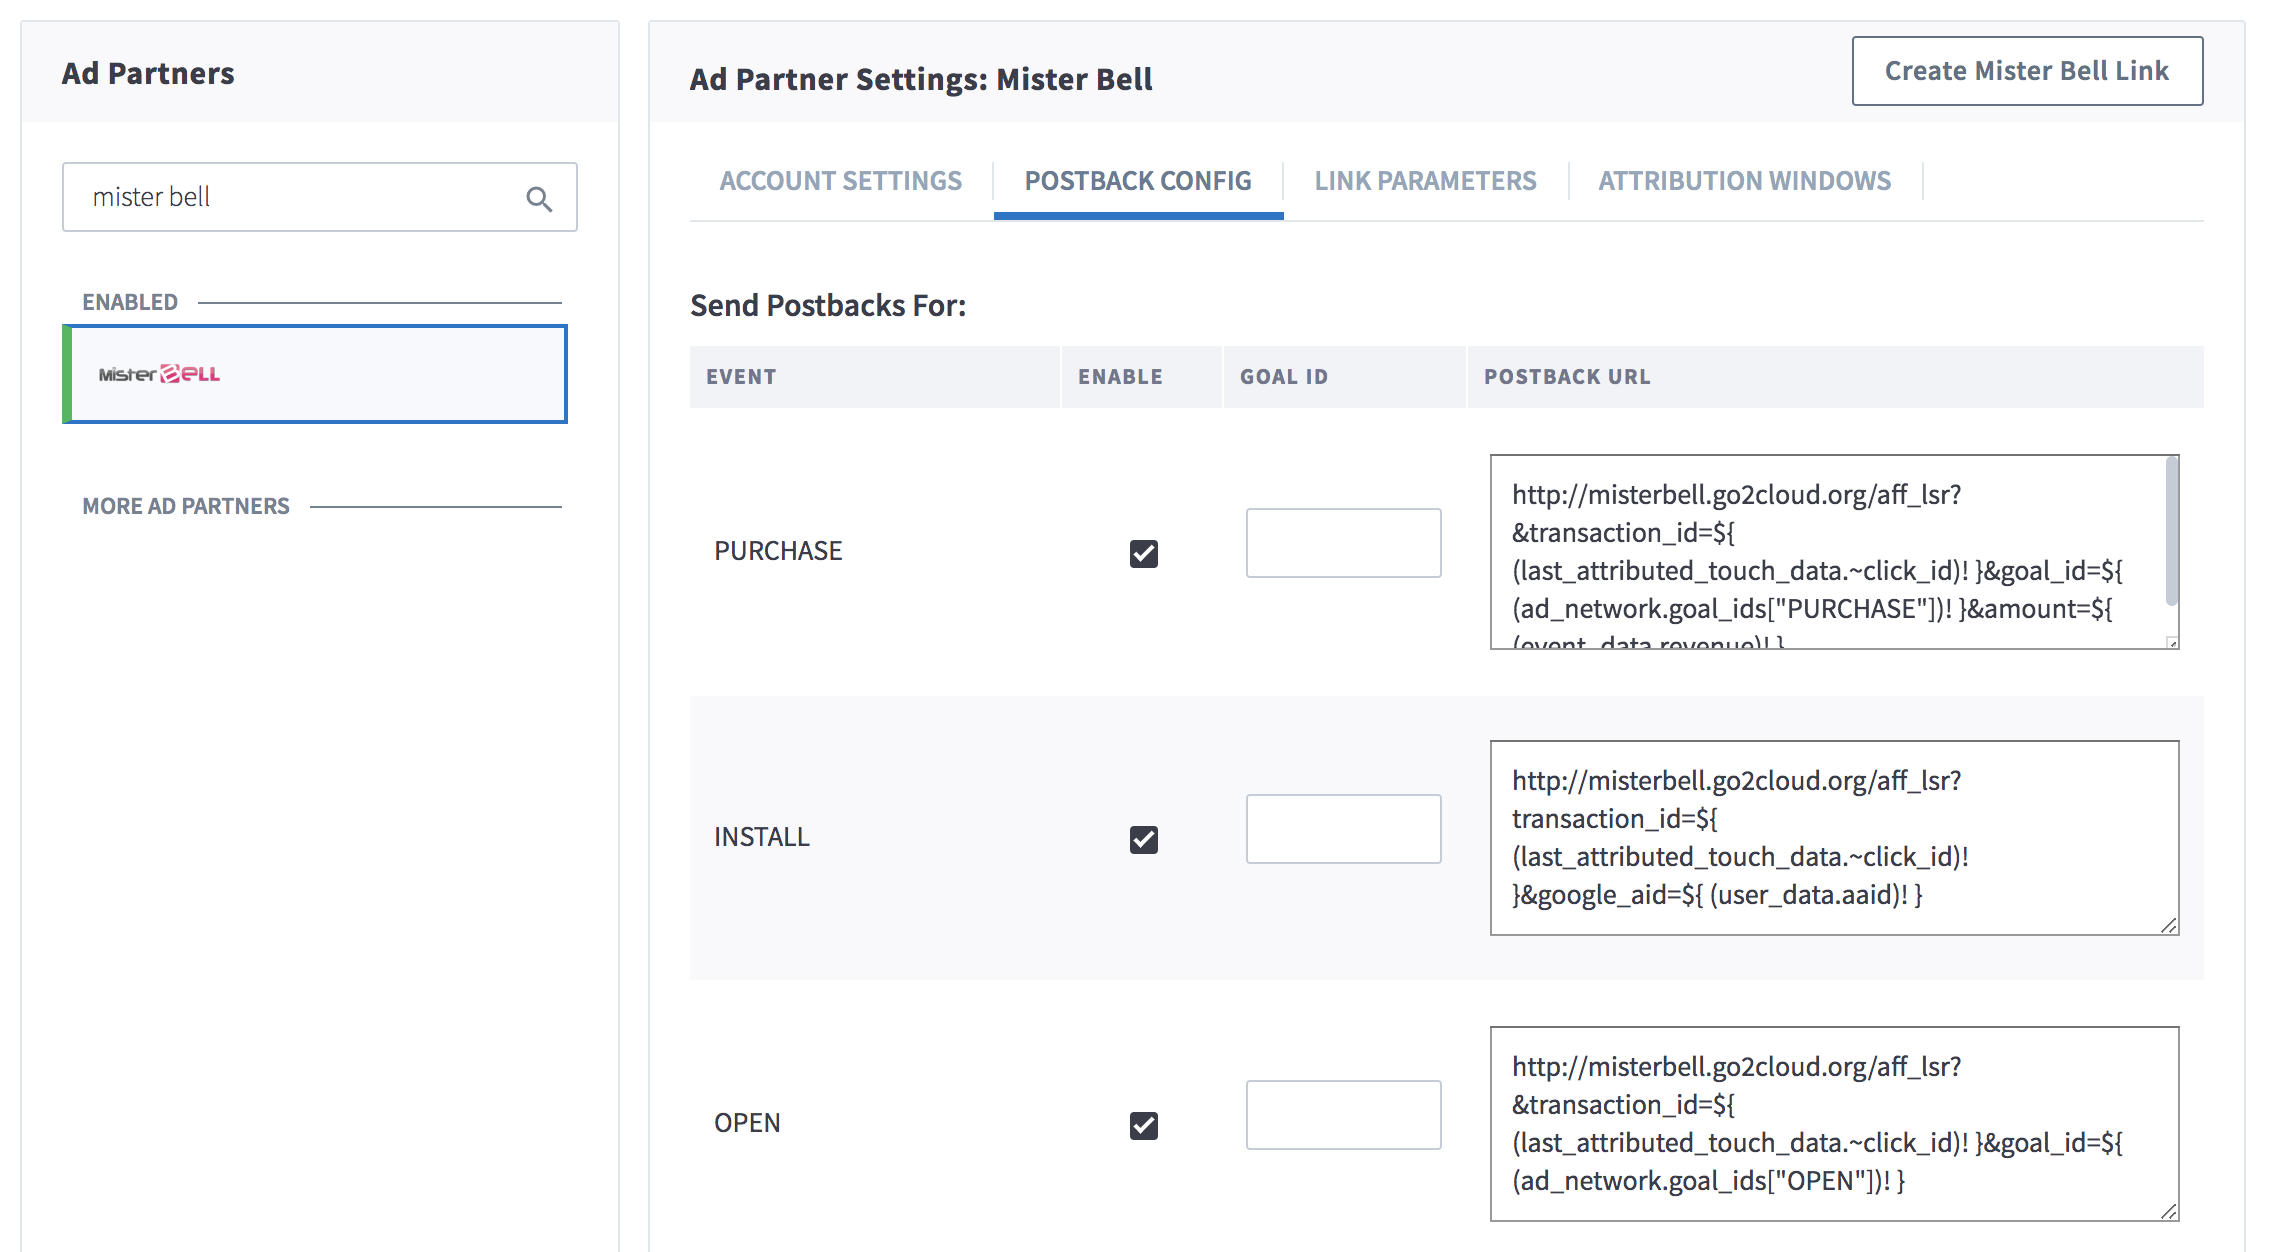 Ad Partners
mister bell
ENABLED
Mister BELL
MORE AD PARTNERS
Ad Partner Settings: Mister Bell
Create Mister Bell Link
ACCOUNT SETTINGS
POSTBACK CONFIG
LINK PARAMETERS
ATTRIBUTION WINDOWS
Send Postbacks For:
EVENT
ENABLE
GOAL ID
POSTBACK URL
PURCHASE
http://misterbell.go2cloud.org/aff_lsr?
&transaction_id=${
(last_attributed_touch_data.~click_id)! }&goal_id=${
(ad_network.goal_ids["PURCHASE"])! }&amount=${
(event_data.revenue)! }
INSTALL
http://misterbell.go2cloud.org/aff_lsr?
transaction_id=${
(last_attributed_touch_data.~click_id)!
}&google_aid=${ (user_data.aaid)! }
OPEN
http://misterbell.go2cloud.org/aff_lsr?
&transaction_id=${
(last_attributed_touch_data.~click_id)! }&goal_id=${
(ad_network.goal_ids["OPEN"])! }